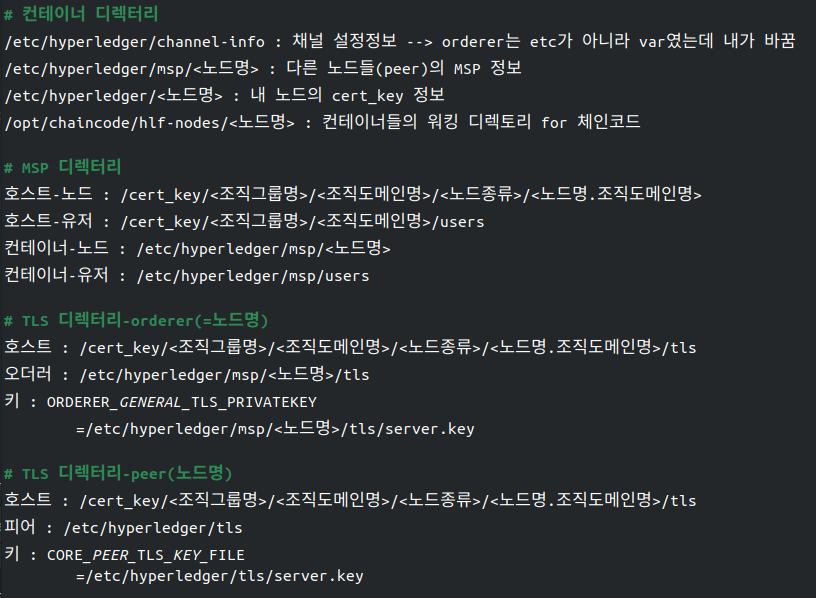 # 컨테이너 디렉터리
/etc/hyperledger/channel-info : 채널 설정정보 --> orderer는 etc가 아니라 var였는데 내가 바꿈
/etc/hyperledger/msp/<노드명> : 다른 노드들(peer)의 MSP 정보
/etc/hyperledger/<노드명> : 내 노드의 cert_key 정보
/opt/chaincode/hlf-nodes/<노드명> : 컨테이너들의 워킹 디렉토리 for 체인코드
# MSP 디렉터리
호스트-노드 : /cert_key/<조직그룹명>/<조직도메인명>/<노드종류>/<노드명.조직도메인명>
호스트-유저 : /cert_key/<조직그룹명>/<조직도메인명>/users
컨테이너-노드 : /etc/hyperledger/msp/<노드명>
컨테이너-유저 : /etc/hyperledger/msp/users
# TLS 디렉터리-orderer(=노드명)
호스트 : /cert_key/<조직그룹명>/<조직도메인명>/<노드종류>/<노드명.조직도메인명>/tls
오더러 : /etc/hyperledger/msp/<노드명>/tls
키 : ORDERER_GENERAL_TLS_PRIVATEKEY
=/etc/hyperledger/msp/<노드명>/tls/server.key
# TLS 디렉터리-peer(노드명)
호스트 : /cert_key/<조직그룹명>/<조직도메인명>/<노드종류>/<노드명.조직도메인명>/tls
피어 : /etc/hyperledger/tls
키 : CORE_PEER_TLS_KEY_FILE
=/etc/hyperledger/tls/server.key